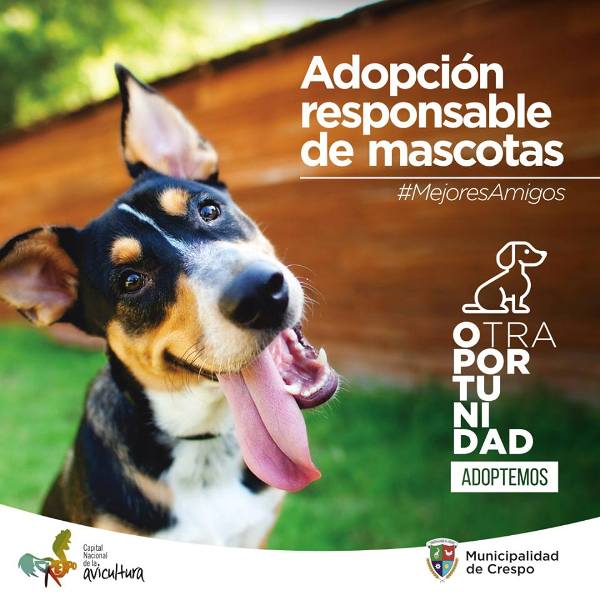 Adopción
responsable
de mascotas
#MejoresAmigos
OTRA
POR
TU
NI
DAD
ADOPTEMOS
Capital
Nacional
de la
avicultura
Municipalidad
de Crespo